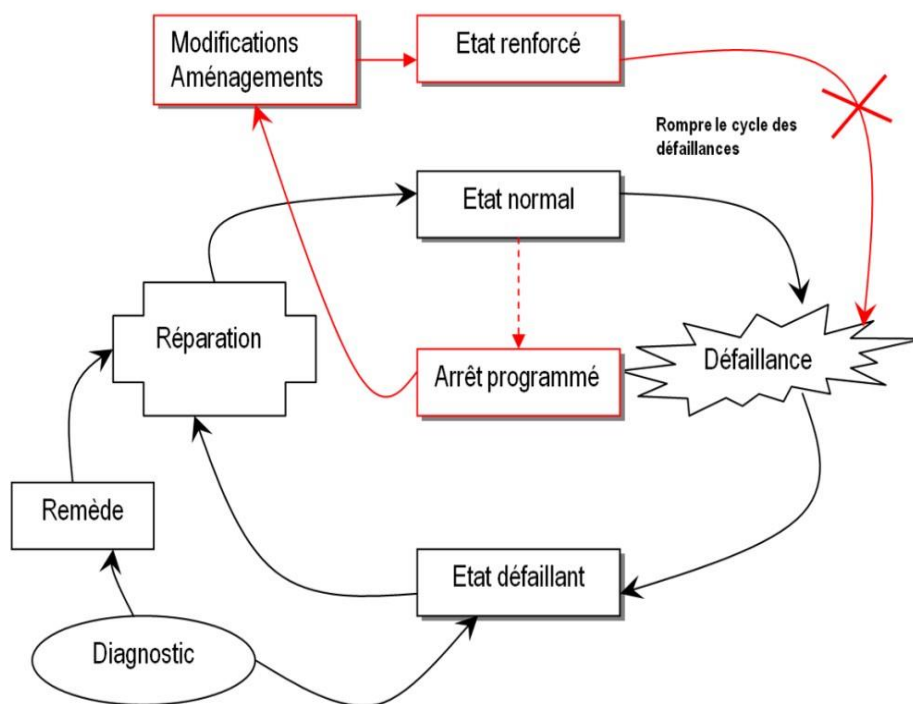 Modifications
Aménagements
Etat renforcé
Rompre le cycle des
défaillances
Etat normal
Réparation
Arrêt programmé
Défaillance
Remède
Etat défaillant
Diagnostic